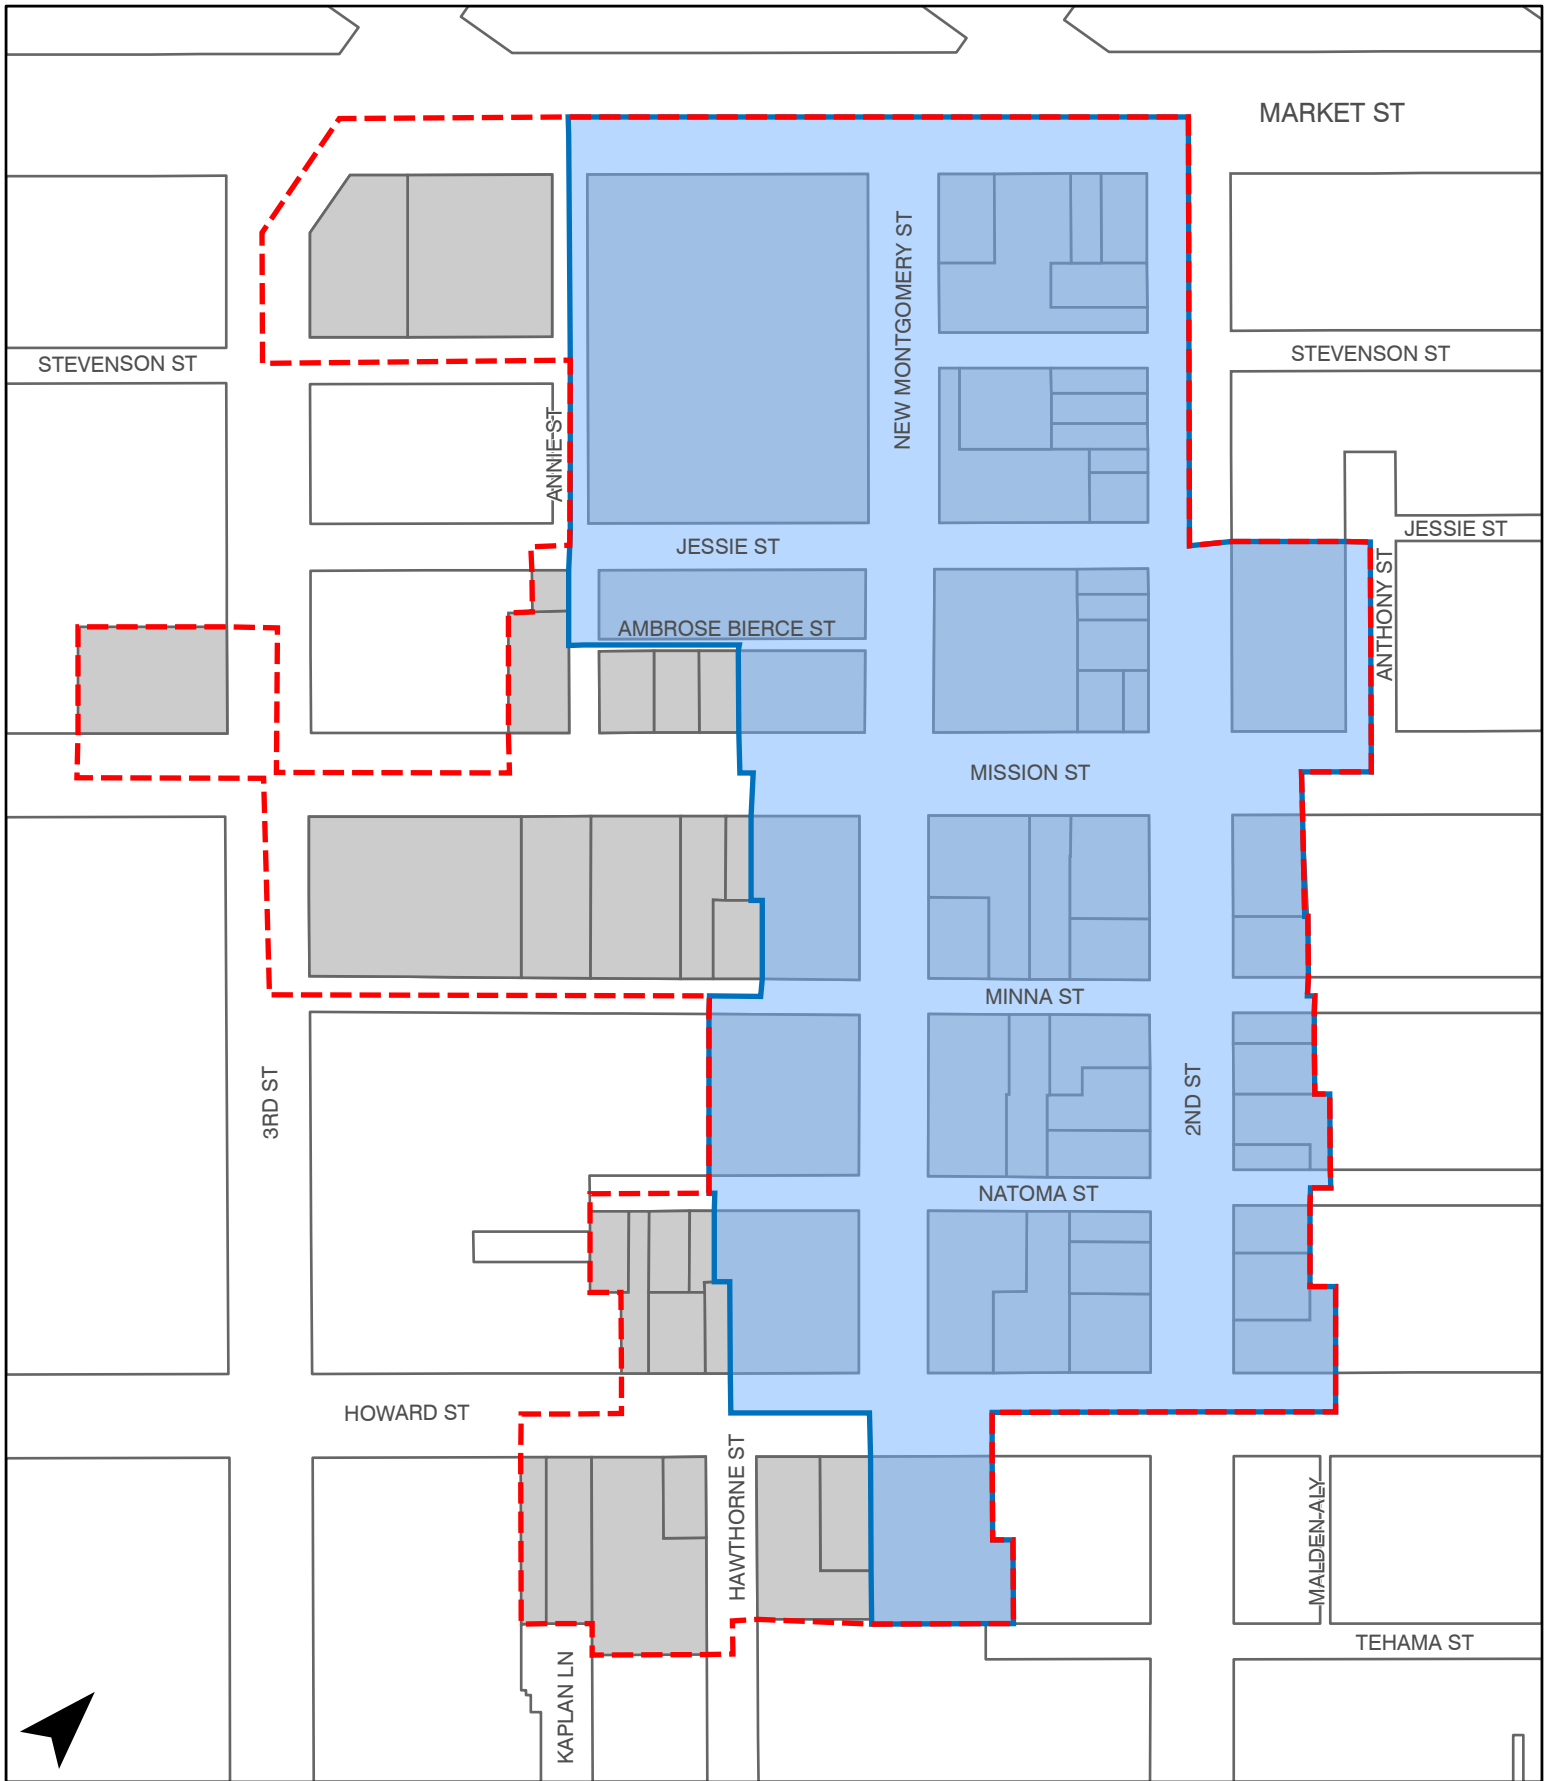 MARKET ST
NEW MONTGOMERY ST
STEVENSON ST
STEVENSON ST
ANNIE ST
JESSIE ST
JESSIE ST
ANTHONY ST
AMBROSE BIERCE ST
MISSION ST
MINNA ST
3RD ST
2ND ST
NATOMA ST
HOWARD ST
HAWTHORNE ST
MALDEN ALY
TEHAMA ST
KAPLAN LN